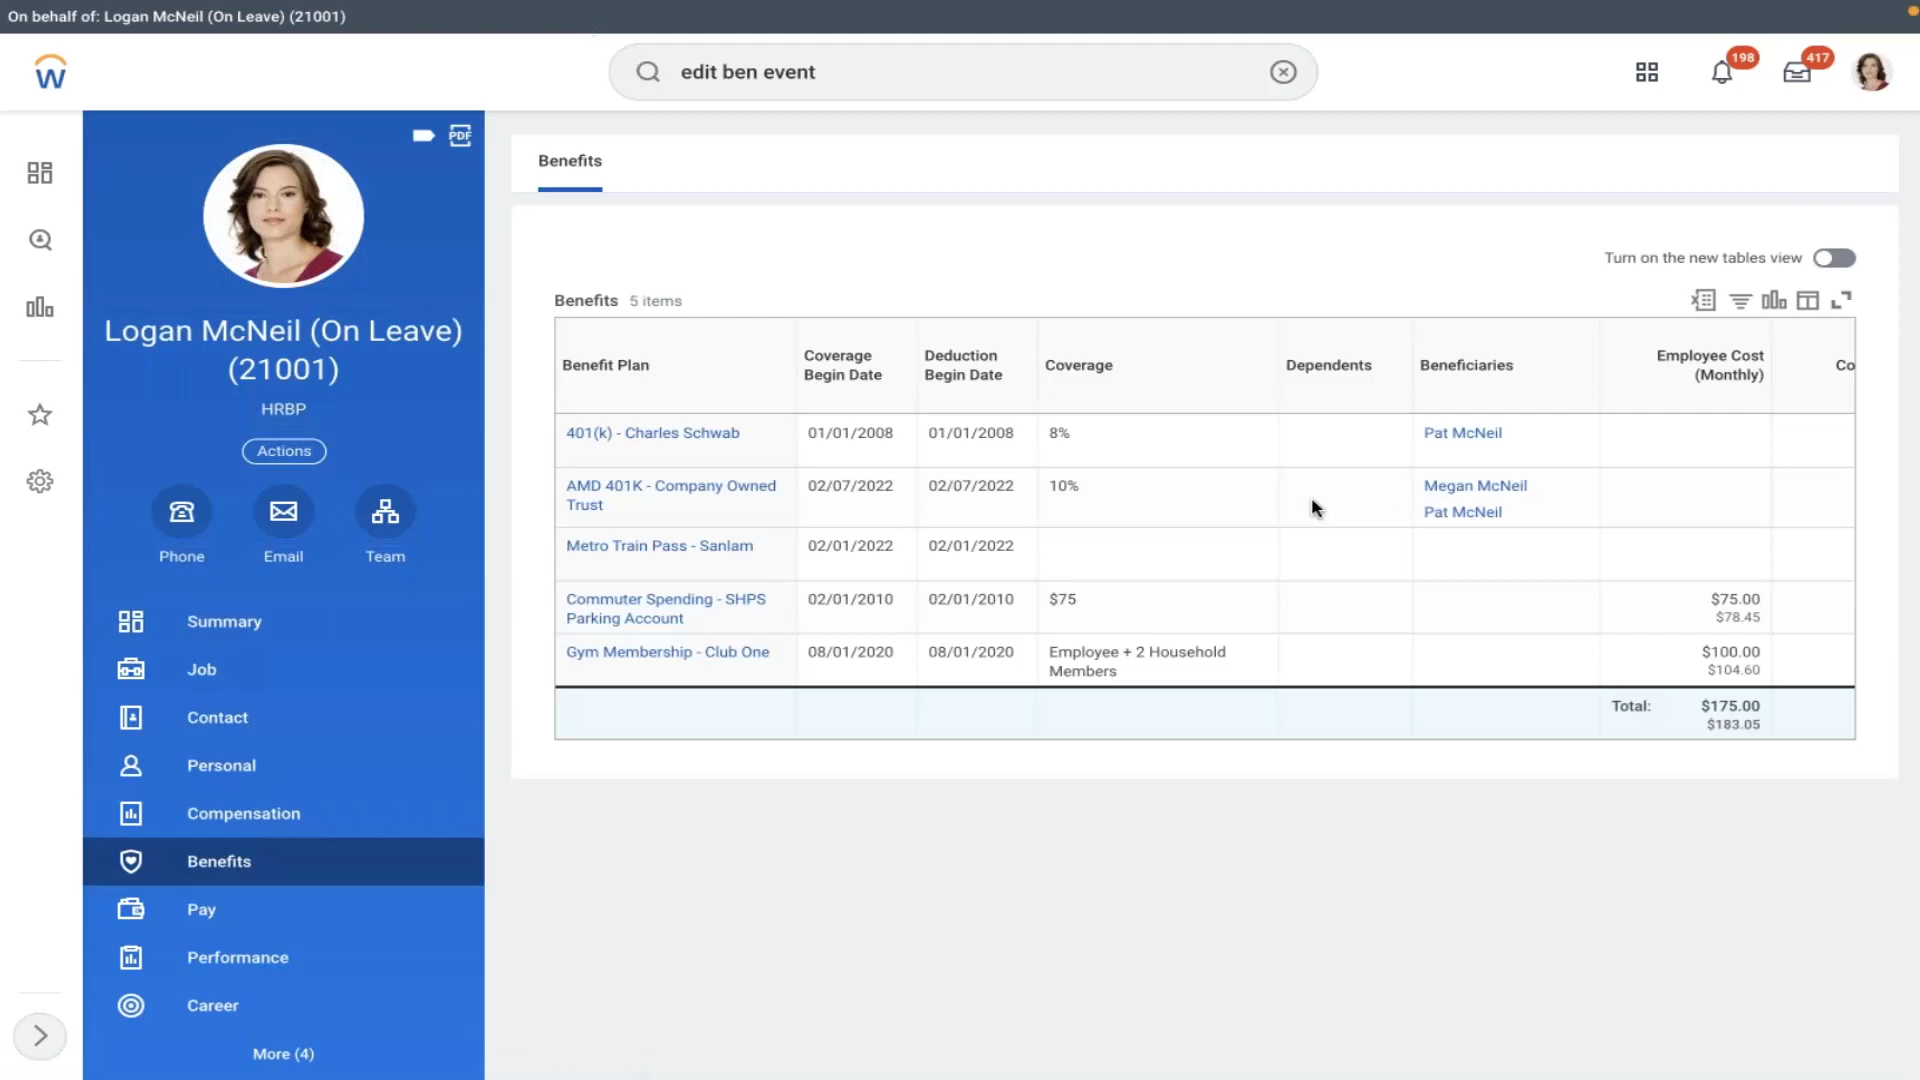 On behalf of: Logan McNeil (On Leave) (21001)
W
edit ben event
198
417
PDF
Logan McNeil (On Leave)
(21001)
HRBP
Actions
Phone
Email
Team
Summary
Job
Contact
Personal
Compensation
Benefits
Pay
Performance
Career
More (4)
Benefits
Turn on the new tables view
Benefits 5 items
Benefit Plan
Coverage
Begin Date
Deduction
Begin Date
Coverage
Dependents
Beneficiaries
Employee Cost
(Monthly)
Co
401(k) - Charles Schwab
01/01/2008
01/01/2008
8%
Pat McNeil
AMD 401K - Company Owned
Trust
02/07/2022
02/07/2022
10%
Megan McNeil
Pat McNeil
Metro Train Pass - Sanlam
02/01/2022
02/01/2022
Commuter Spending - SHPS
Parking Account
02/01/2010
02/01/2010
$75
$75.00
$78.45
Gym Membership - Club One
08/01/2020
08/01/2020
Employee + 2 Household
Members
$100.00
$104.60
Total:
$175.00
$183.05